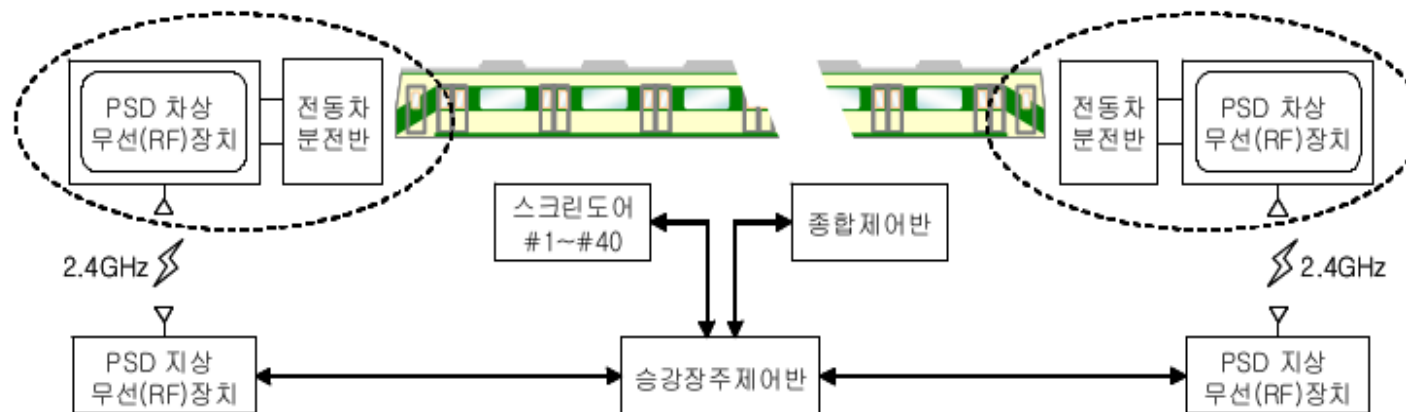 PSD 차상
무선(RF)장치
전동차
분전반
전동차
분전반
PSD 차상
무선(RF)장치
스크린도어
#1~#40
종합제어반
2.4GHz
2.4GHz
PSD 지상
무선(RF)장치
승강장주제어반
PSD 지상
무선(RF)장치